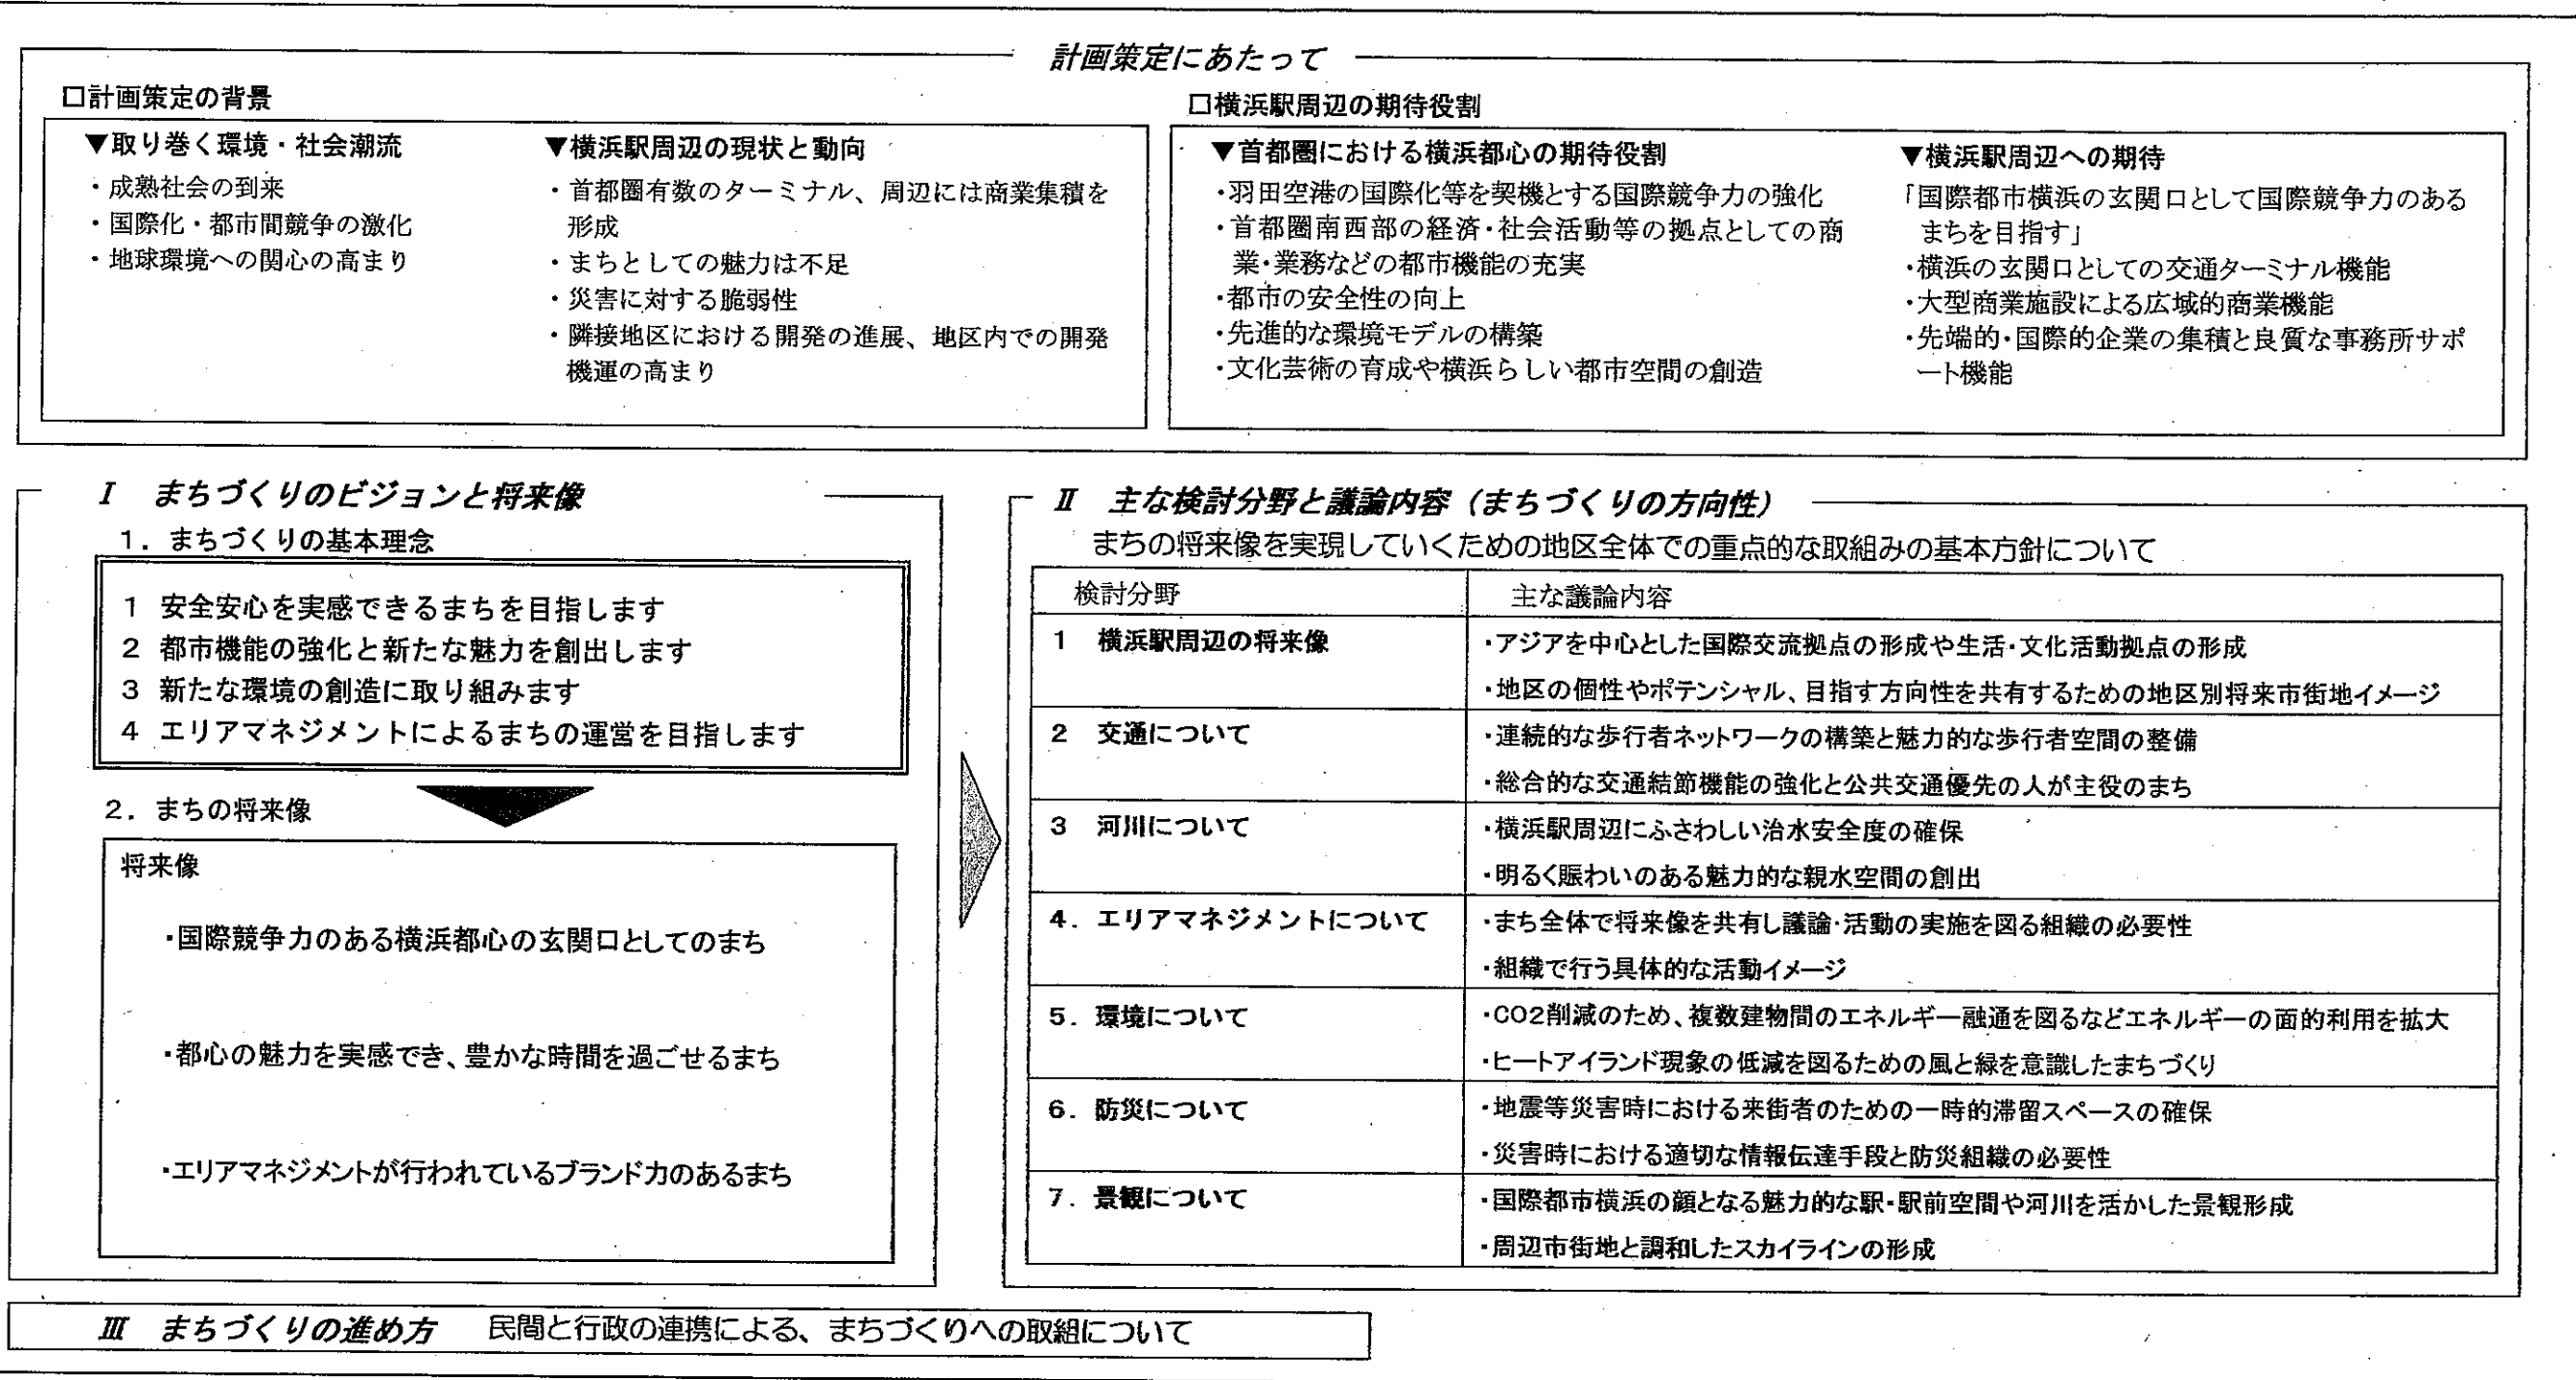 計画策定にあたって
□計画策定の背景
▼取り巻く環境・社会潮流
・成熟社会の到来
・国際化・都市間競争の激化
・地球環境への関心の高まり
▼横浜駅周辺の現状と動向
・首都圏有数のターミナル、周辺には商業集積を
形成
・まちとしての魅力は不足
・災害に対する脆弱性
・隣接地区における開発の進展、地区内での開発
機運の高まり
□横浜駅周辺の期待役割
▼首都圏における横浜都心の期待役割
・羽田空港の国際化等を契機とする国際競争力の強化
・首都圏南西部の経済・社会活動等の拠点としての商
業・業務などの都市機能の充実
・都市の安全性の向上
・先進的な環境モデルの構築
・文化芸術の育成や横浜らしい都市空間の創造
▼横浜駅周辺への期待
「国際都市横浜の玄関口として国際競争力のある
まちを目指す」
・横浜の玄関口としての交通ターミナル機能
・大型商業施設による広域的商業機能
・先端的・国際的企業の集積と良質な事務所サポ
ート機能
Ⅰ まちづくりのビジョンと将来像
1．まちづくりの基本理念
1 安全安心を実感できるまちを目指します
2 都市機能の強化と新たな魅力を創出します
3 新たな環境の創造に取り組みます
4 エリアマネジメントによるまちの運営を目指します
2．まちの将来像
将来像
・国際競争力のある横浜都心の玄関口としてのまち
・都心の魅力を実感でき、豊かな時間を過ごせるまち
・エリアマネジメントが行われているブランド力のあるまち
Ⅱ 主な検討分野と議論内容（まちづくりの方向性）
まちの将来像を実現していくための地区全体での重点的な取組みの基本方針について
検討分野 主な議論内容
1 横浜駅周辺の将来像
・アジアを中心とした国際交流拠点の形成や生活・文化活動拠点の形成
・地区の個性やポテンシャル、目指す方向性を共有するための地区別将来市街地イメージ
2 交通について
・連続的な歩行者ネットワークの構築と魅力的な歩行者空間の整備
・総合的な交通結節機能の強化と公共交通優先の人が主役のまち
3 河川について
・横浜駅周辺にふさわしい治水安全度の確保
・明るく賑わいのある魅力的な親水空間の創出
4．エリアマネジメントについて
・まち全体で将来像を共有し議論・活動の実施を図る組織の必要性
・組織で行う具体的な活動イメージ
5．環境について
・CO2削減のため、複数建物間のエネルギー融通を図るなどエネルギーの面的利用を拡大
・ヒートアイランド現象の低減を図るための風と緑を意識したまちづくり
6．防災について
・地震等災害時における来街者のための一時的滞留スペースの確保
・災害時における適切な情報伝達手段と防災組織の必要性
7．景観について
・国際都市横浜の顔となる魅力的な駅・駅前空間や河川を活かした景観形成
・周辺市街地と調和したスカイラインの形成
Ⅲ まちづくりの進め方 民間と行政の連携による、まちづくりへの取組について